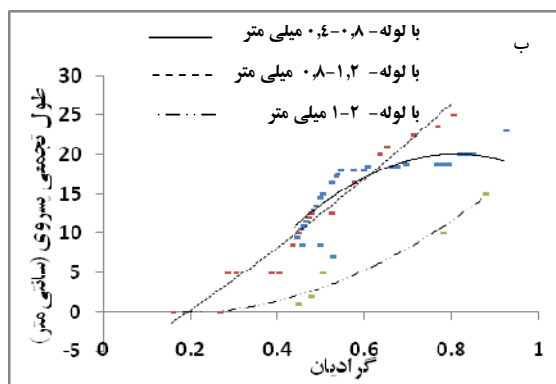 ب
با لوله- ۰,۸-۰,٤ میلی متر
با لوله- ۱,۲-۰,۸ میلی متر
با لوله- ۲-۱ میلی متر
طول تجمعی پسروی (سانتی متر)
30
25
20
15
10
5
0
-5
0 0.2 0.4 0.6 0.8 1
گرادیان